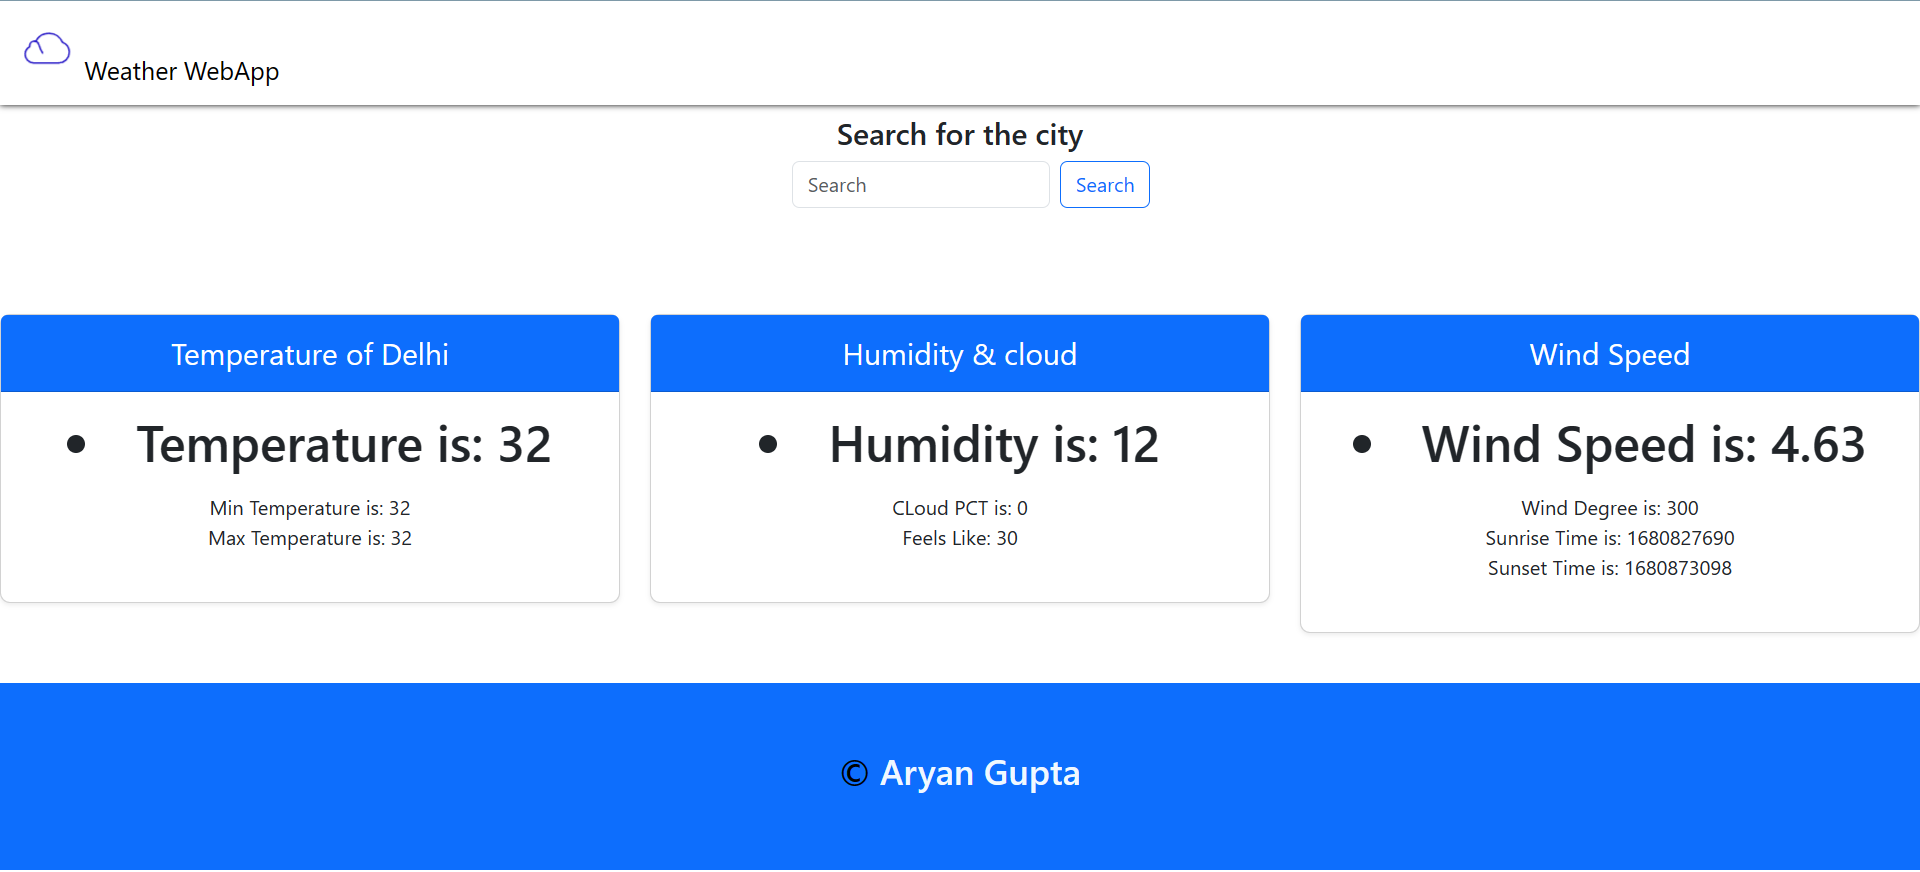 Weather WebApp
Search for the city
Search
Search
Temperature of Delhi
• Temperature is: 32
Min Temperature is: 32
Max Temperature is: 32
Humidity & cloud
• Humidity is: 12
CLoud PCT is: 0
Feels Like: 30
Wind Speed
• Wind Speed is: 4.63
Wind Degree is: 300
Sunrise Time is: 1680827690
Sunset Time is: 1680873098
© Aryan Gupta